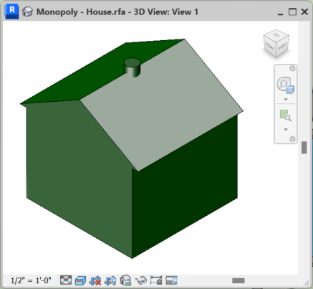 R Monopoly - House.rfa - 3D View: View 1
1/2" = 1'-0"